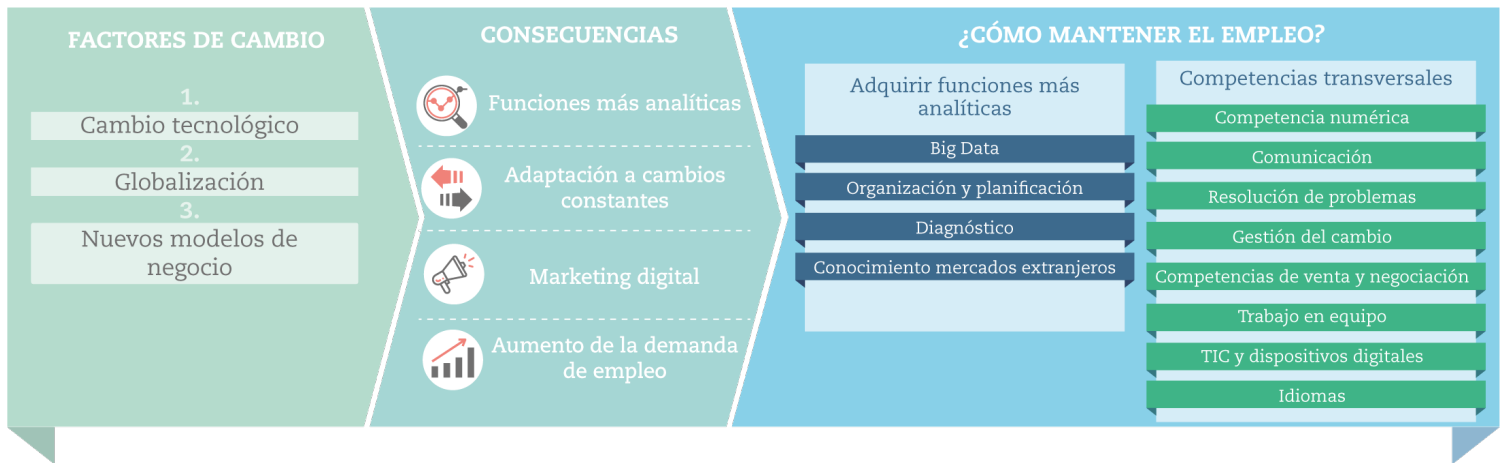 FACTORES DE CAMBIO
1.
Cambio tecnológico
2.
Globalización
3.
Nuevos modelos de
negocio
CONSECUENCIAS
Funciones más analíticas
Adaptación a cambios
constantes
Marketing digital
Aumento de la demanda
de empleo
¿CÓMO MANTENER EL EMPLEO?
Adquirir funciones más
analíticas
Big Data
Organización y planificación
Diagnóstico
Conocimiento mercados extranjeros
Competencias transversales
Competencia numérica
Comunicación
Resolución de problemas
Gestión del cambio
Competencias de venta y negociación
Trabajo en equipo
TIC y dispositivos digitales
Idiomas